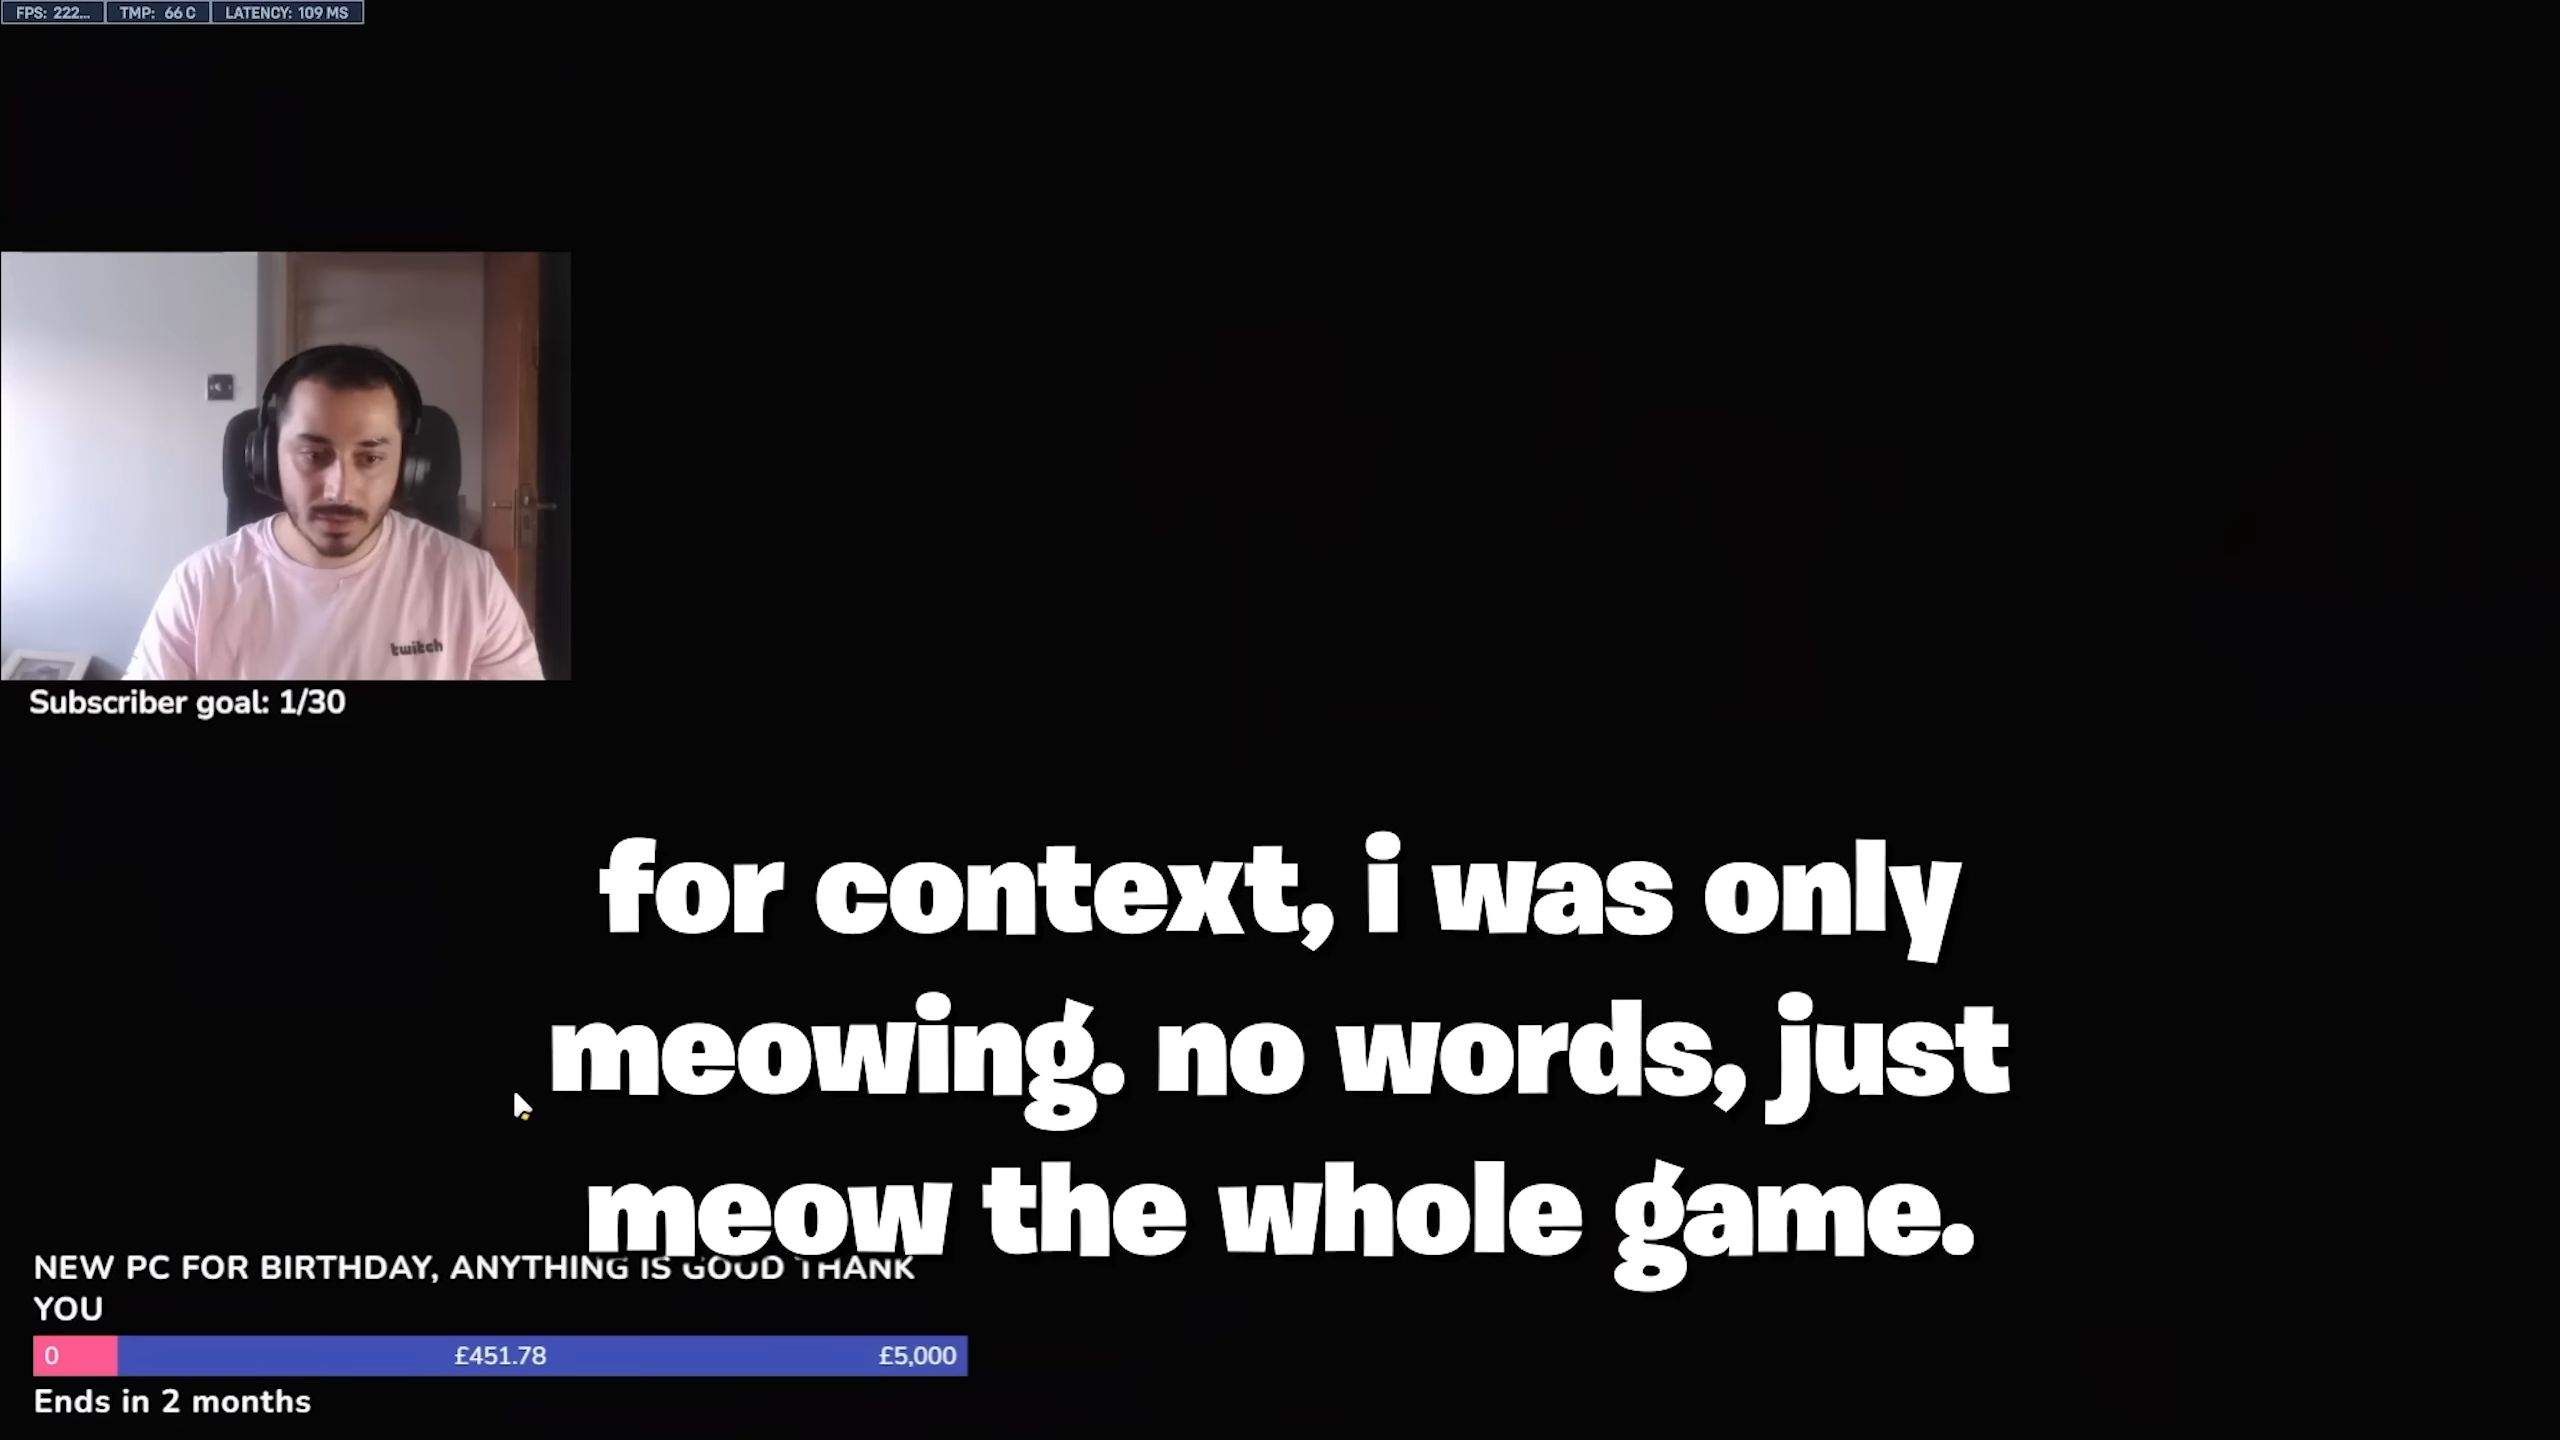 FPS: 222... TMP: 66 C LATENCY: 109 MS
twitch
Subscriber goal: 1/30
for context, i was only
meowing. no words, just
meow the whole game.
NEW PC FOR BIRTHDAY, ANYTHING IS GOOD THANK
YOU
0 £451.78 £5,000
Ends in 2 months